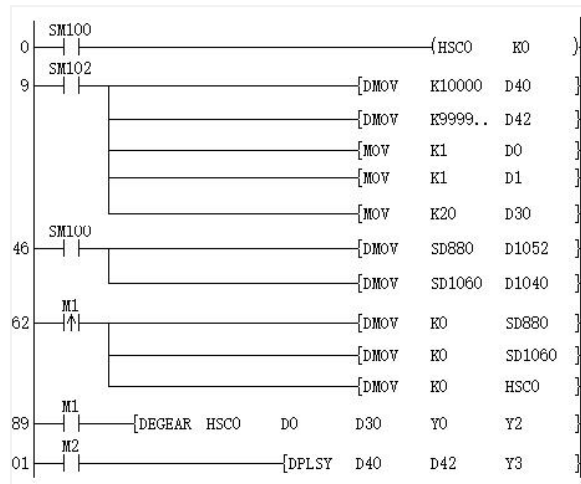 SM100
0 HSC0 K0
SM102
9 DMOV K10000 D40
DMOV K9999.. D42
MOV K1 D0
MOV K1 D1
MOV K20 D30
SM100
46 DMOV SD880 D1052
DMOV SD1060 D1040
M1
62 DMOV K0 SD880
DMOV K0 SD1060
DMOV K0 HSC0
M1
89 DEGEAR HSC0 D0 D30 Y0 Y2
M2
01 DPLSY D40 D42 Y3